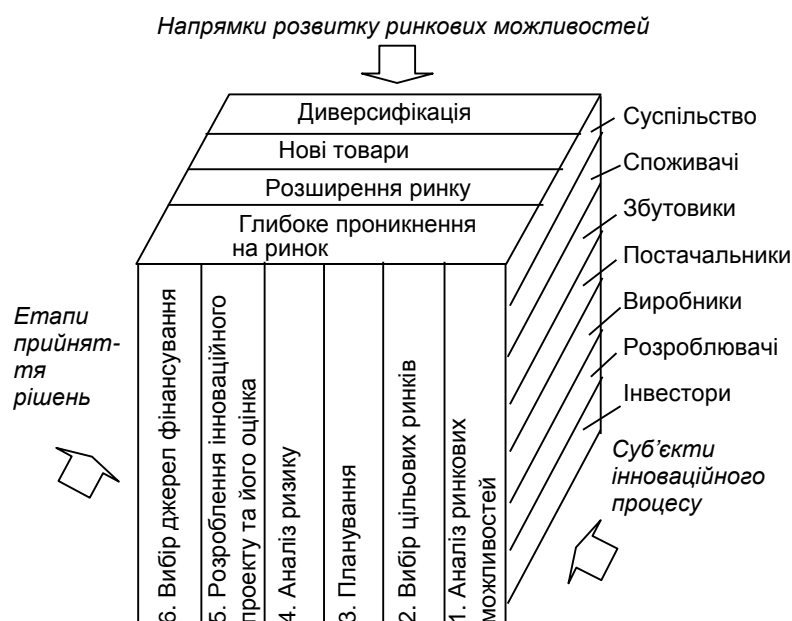 Напрямки розвитку ринкових можливостей
Диверсифікація
Нові товари
Розширення ринку
Глибоке проникнення
на ринок
Суспільство
Споживачі
Збутовики
Постачальники
Виробники
Розроблювачі
Інвестори
Етапи
прийнят-
тя
рішень
6. Вибір джерел фінансування
5. Розроблення інноваційного
проекту та його оцінка
4. Аналіз ризику
3. Планування
2. Вибір цільових ринків
1. Аналіз ринкових
можливостей
Суб’єкти
інноваційного
процесу